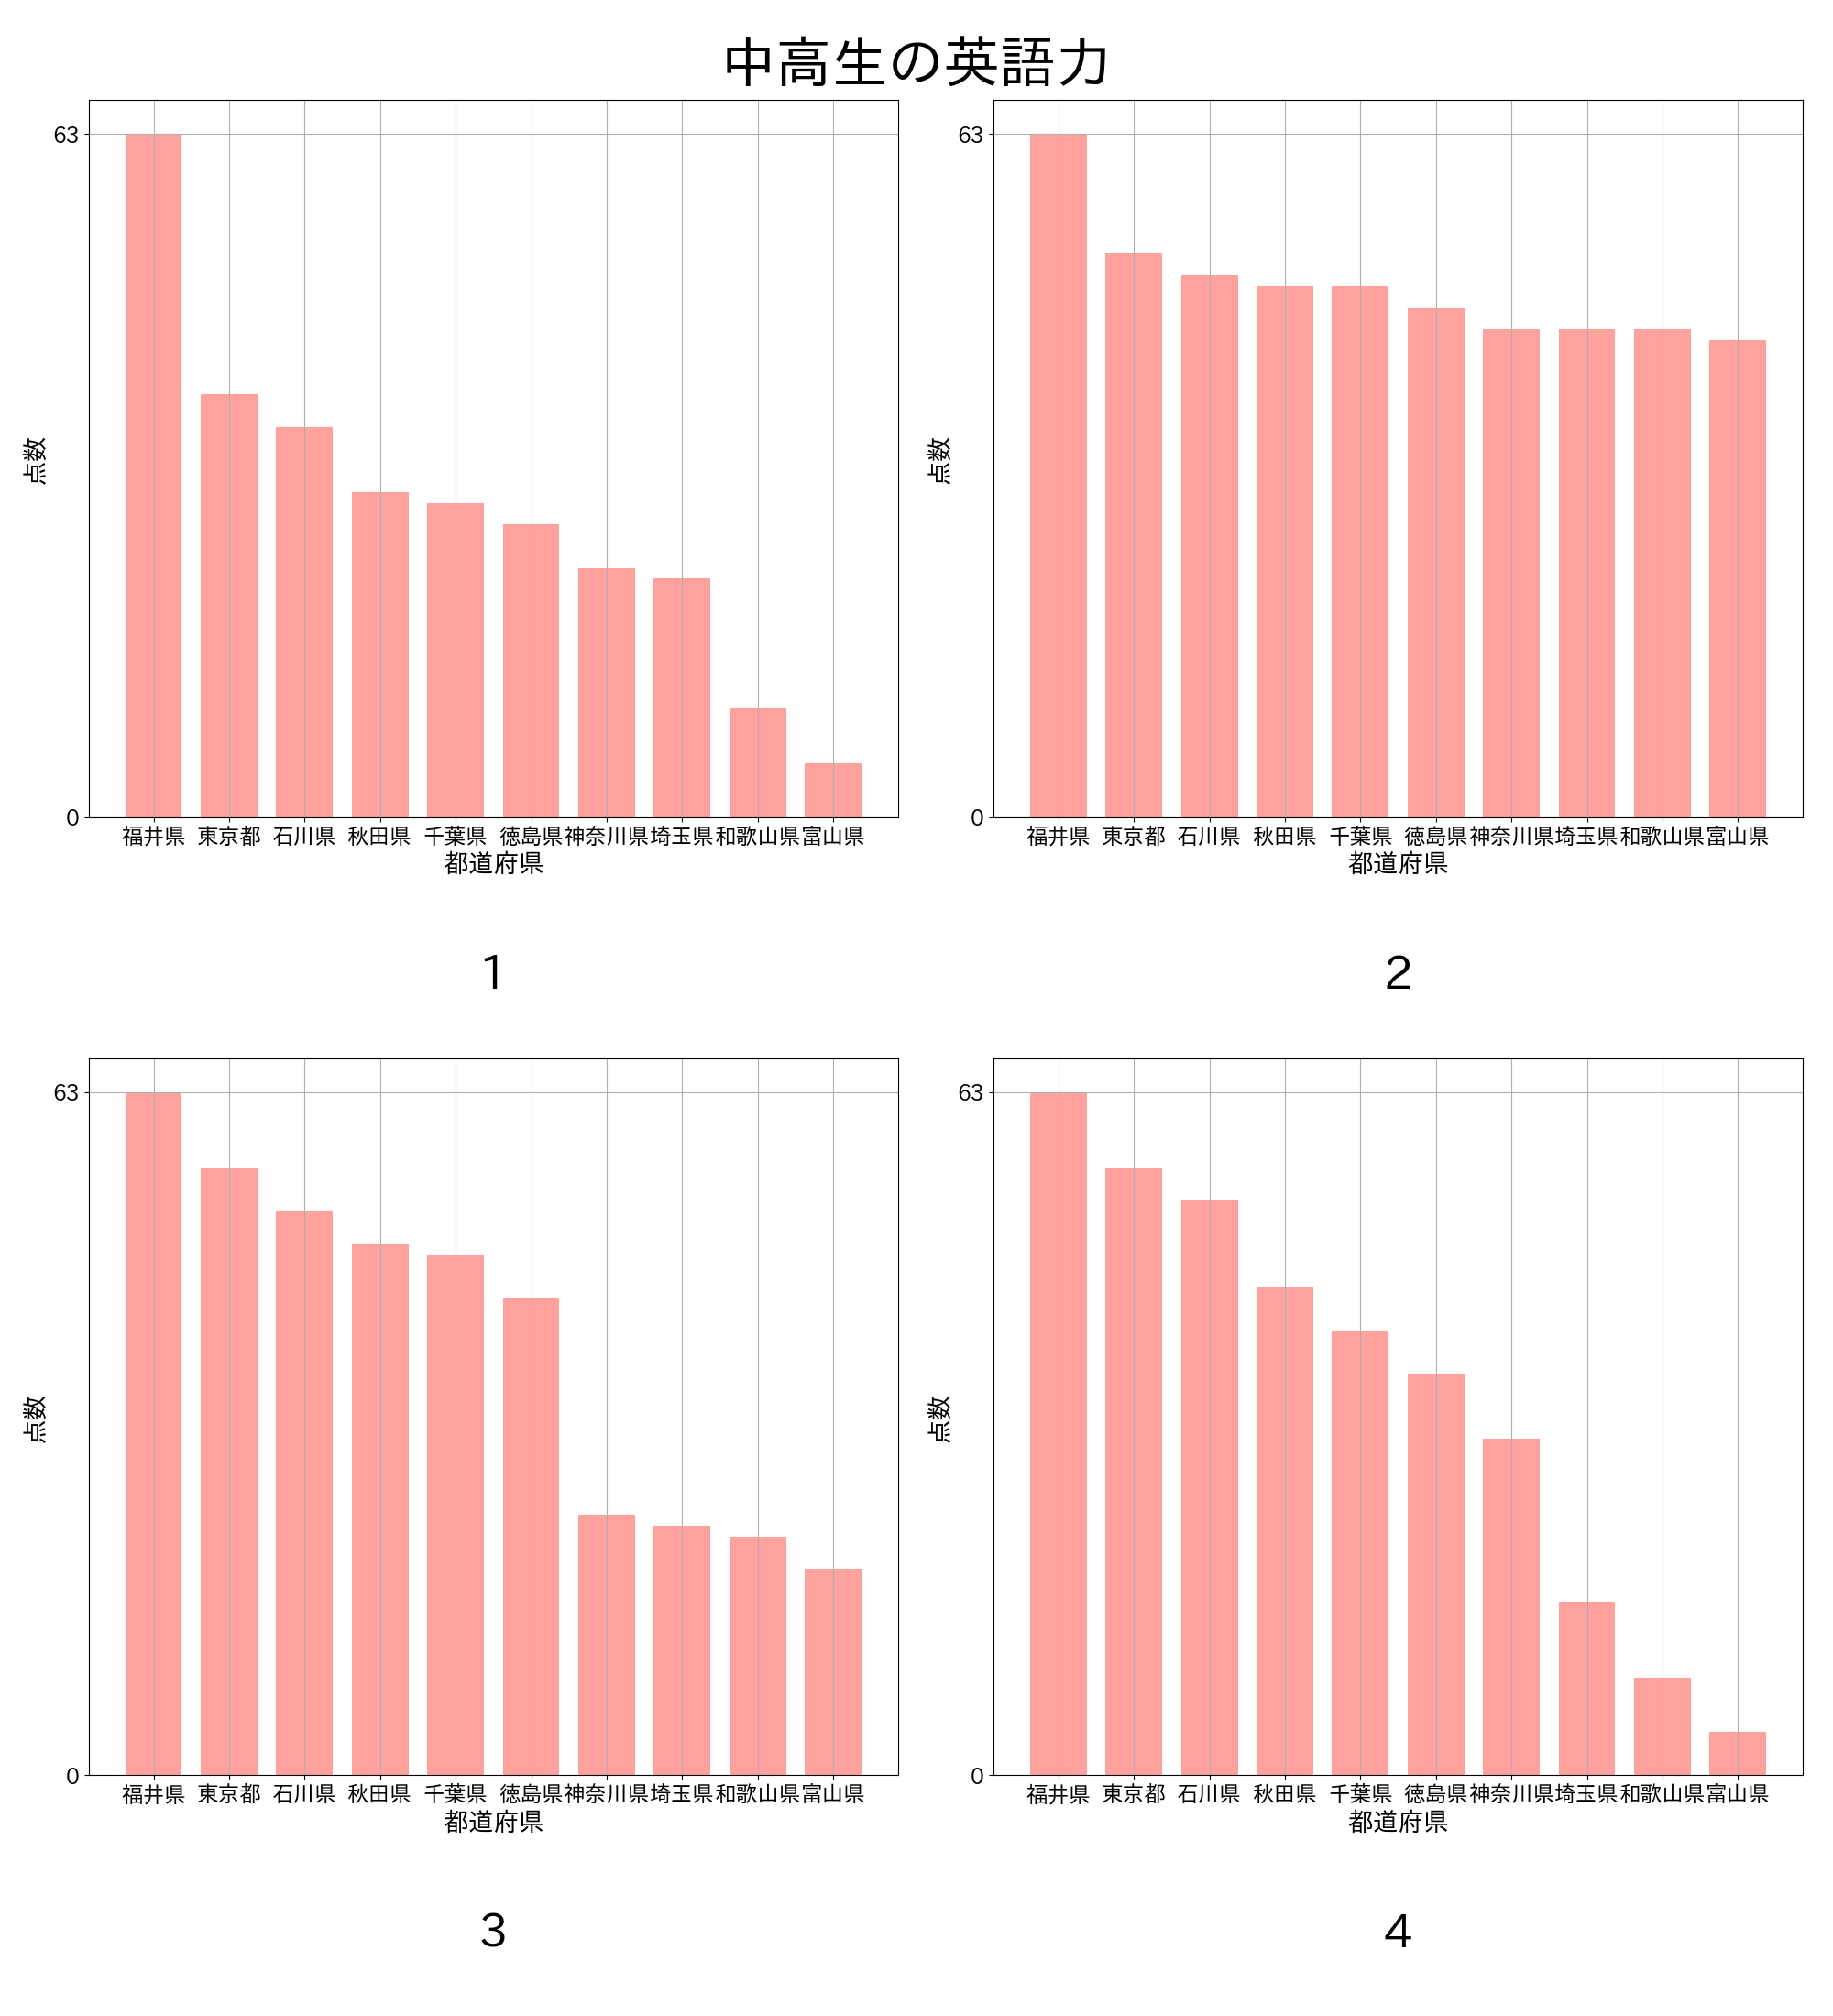 中高生の英語力
63
0
点数
福井県 東京都 石川県 秋田県 千葉県 徳島県 神奈川県 埼玉県 和歌山県 富山県
都道府県
1
63
0
点数
福井県 東京都 石川県 秋田県 千葉県 徳島県 神奈川県 埼玉県 和歌山県 富山県
都道府県
2
63
0
点数
福井県 東京都 石川県 秋田県 千葉県 徳島県 神奈川県 埼玉県 和歌山県 富山県
都道府県
3
63
0
点数
福井県 東京都 石川県 秋田県 千葉県 徳島県 神奈川県 埼玉県 和歌山県 富山県
都道府県
4